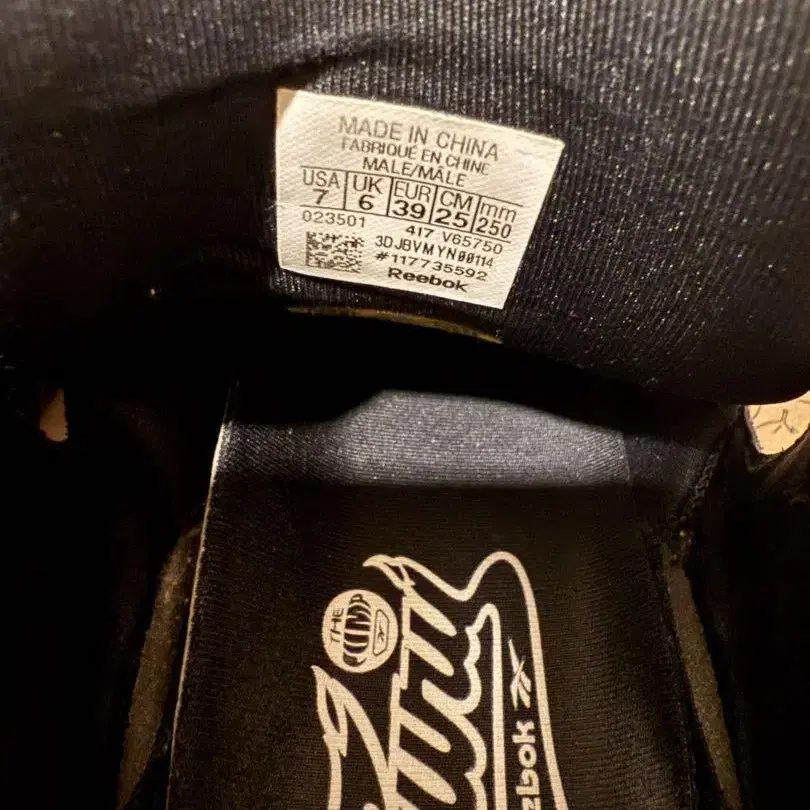 MADE IN CHINA
FABRIQUÉ EN CHINE
MALE/MÂLE
USA UK EUR CM mm
7 6 39 25 250
023501 417 V65750
3DJBVMYN00114
#117735592
Reebok
THE
PUMP
Reebok